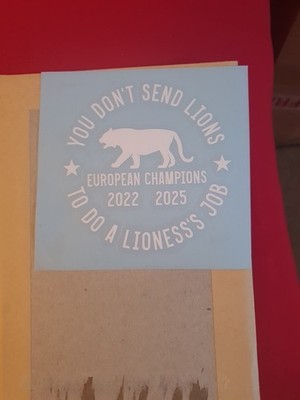 YOU DON'T SEND LIONS
EUROPEAN CHAMPIONS
2022 2025
TO DO A LIONESS'S JOB